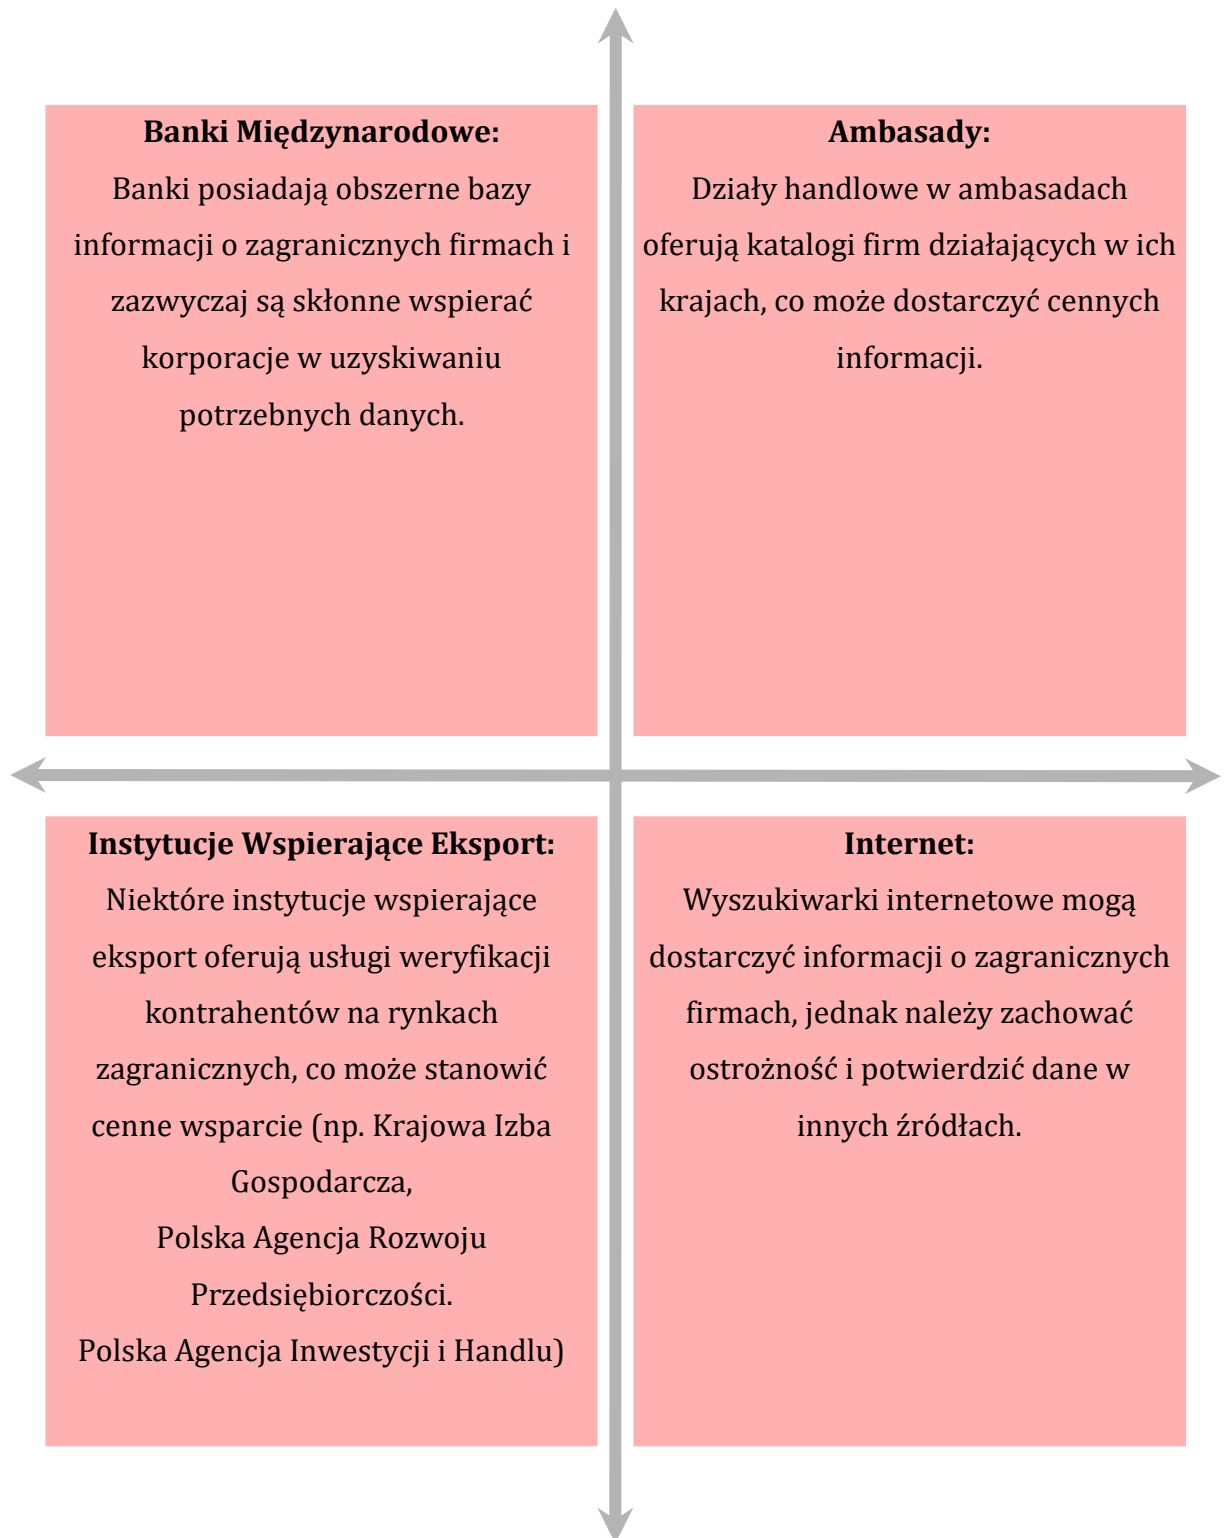 Banki Międzynarodowe:
Banki posiadają obszerne bazy
informacji o zagranicznych firmach i
zazwyczaj są skłonne wspierać
korporacje w uzyskiwaniu
potrzebnych danych.
Ambasady:
Działy handlowe w ambasadach
oferują katalogi firm działających w ich
krajach, co może dostarczyć cennych
informacji.
Instytucje Wspierające Eksport:
Niektóre instytucje wspierające
eksport oferują usługi weryfikacji
kontrahentów na rynkach
zagranicznych, co może stanowić
cenne wsparcie (np. Krajowa Izba
Gospodarcza,
Polska Agencja Rozwoju
Przedsiębiorczości.
Polska Agencja Inwestycji i Handlu)
Internet:
Wyszukiwarki internetowe mogą
dostarczyć informacji o zagranicznych
firmach, jednak należy zachować
ostrożność i potwierdzić dane w
innych źródłach.